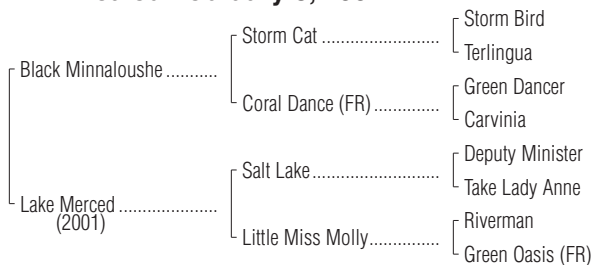 Storm Bird
Storm Cat ........................
Terlingua
Black Minnaloushe ..........
Green Dancer
Coral Dance (FR) .............
Carvinia
Deputy Minister
Salt Lake .........................
Take Lady Anne
Lake Merced ....................
(2001)
Riverman
Little Miss Molly ..............
Green Oasis (FR)